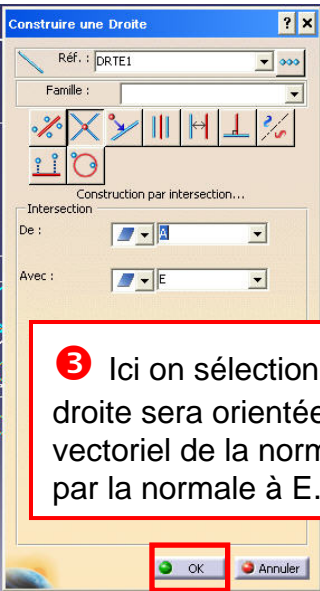 Construire une Droite
Réf. : DRTE1
Famille :
Construction par intersection...
Intersection
De : A
Avec : E
3 Ici on sélection
droite sera orientée
vectoriel de la norm
par la normale à E.
OK Annuler